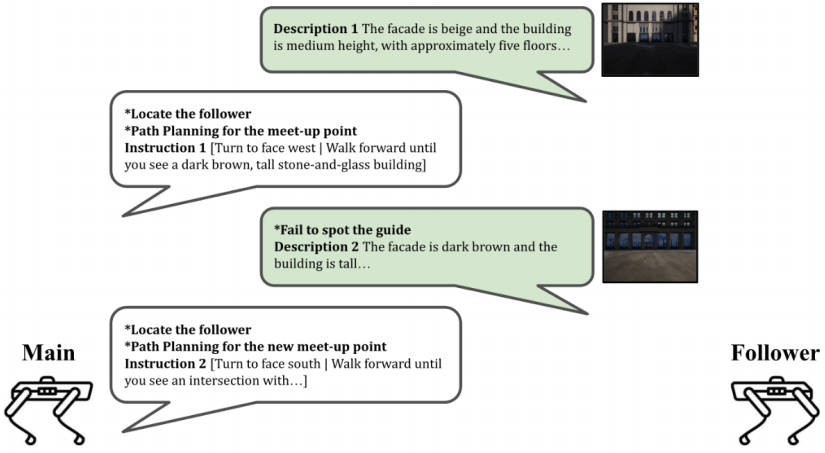 Description 1 The facade is beige and the building
is medium height, with approximately five floors…
*Locate the follower
*Path Planning for the meet-up point
Instruction 1 [Turn to face west | Walk forward until
you see a dark brown, tall stone-and-glass building]
*Fail to spot the guide
Description 2 The facade is dark brown and the
building is tall…
*Locate the follower
*Path Planning for the new meet-up point
Instruction 2 [Turn to face south | Walk forward until
you see an intersection with…]
Main
Follower